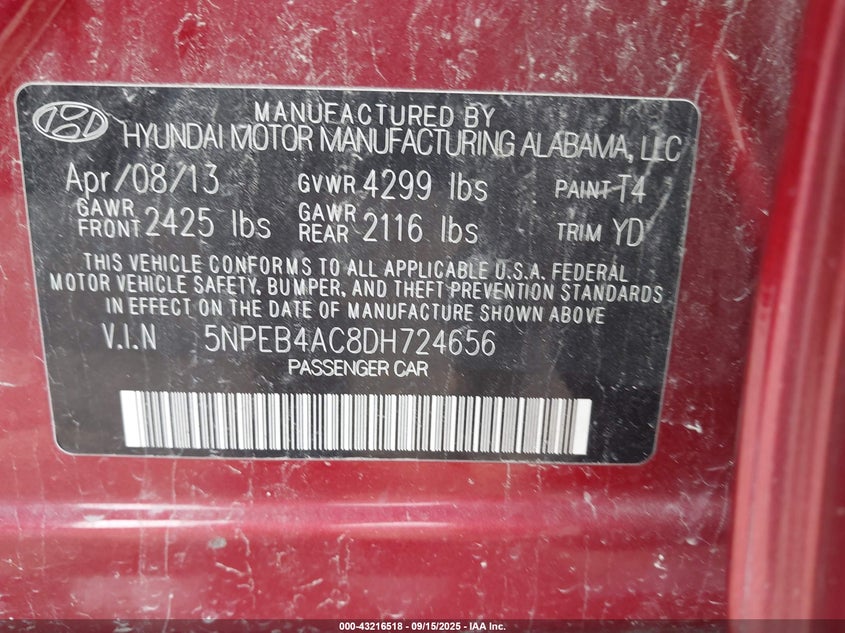 MANUFACTURED BY
HYUNDAI MOTOR MANUFACTURING ALABAMA, LLC
Apr/08/13 GVWR 4299 lbs PAINT T4
GAWR FRONT 2425 lbs GAWR REAR 2116 lbs TRIM YD
THIS VEHICLE CONFORMS TO ALL APPLICABLE U.S.A. FEDERAL
MOTOR VEHICLE SAFETY, BUMPER, AND THEFT PREVENTION STANDARDS
IN EFFECT ON THE DATE OF MANUFACTURE SHOWN ABOVE
V.I.N 5NPEB4AC8DH724656
PASSENGER CAR
000-43216518 - 09/15/2025 - IAA Inc.